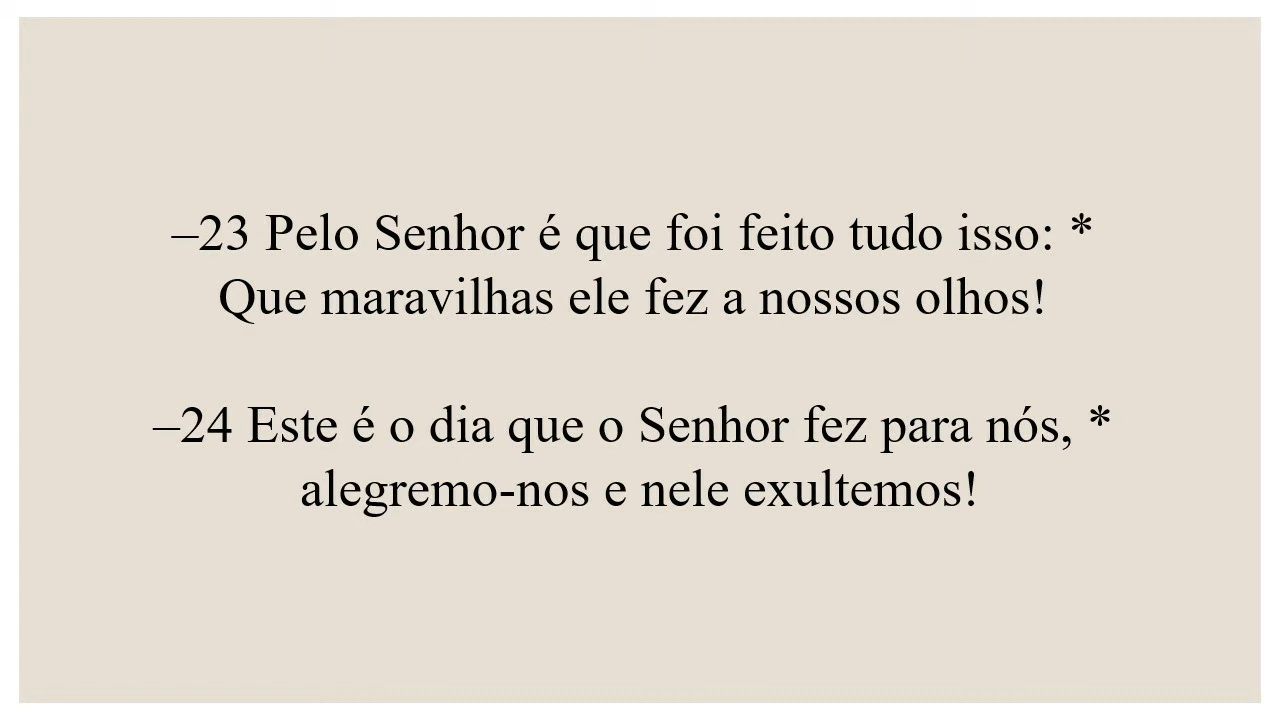 –23 Pelo Senhor é que foi feito tudo isso: *
Que maravilhas ele fez a nossos olhos!
–24 Este é o dia que o Senhor fez para nós, *
alegremo-nos e nele exultemos!